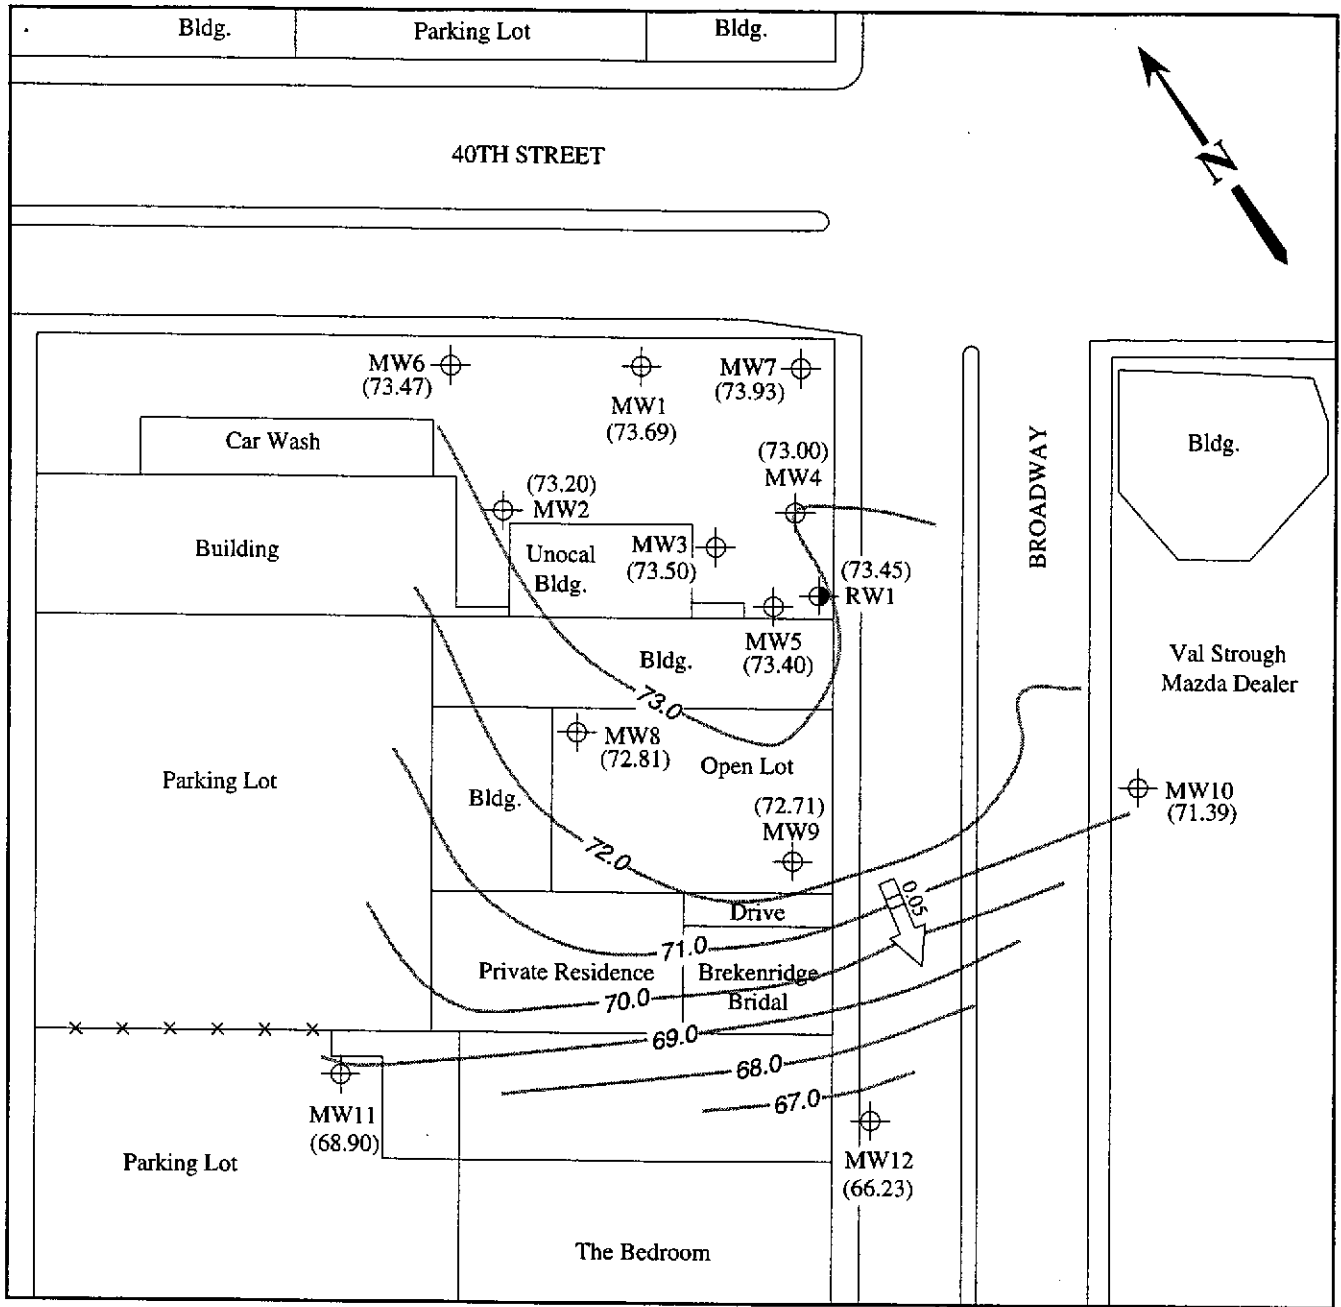 Bldg.
Parking Lot
Bldg.
N
40TH STREET
MW6
(73.47)
MW1
(73.69)
MW7
(73.93)
Car Wash
(73.00)
MW4
Bldg.
BROADWAY
(73.20)
MW2
Building
Unocal
Bldg.
MW3
(73.50)
(73.45)
RW1
MW5
(73.40)
Bldg.
Val Strough
Mazda Dealer
73.0
MW8
(72.81)
Open Lot
Parking Lot
Bldg.
(72.71)
MW9
MW10
(71.39)
72.0
0.05
Drive
71.0
Private Residence
Brekenridge
Bridal
70.0
69.0
68.0
67.0
MW11
(68.90)
Parking Lot
MW12
(66.23)
The Bedroom